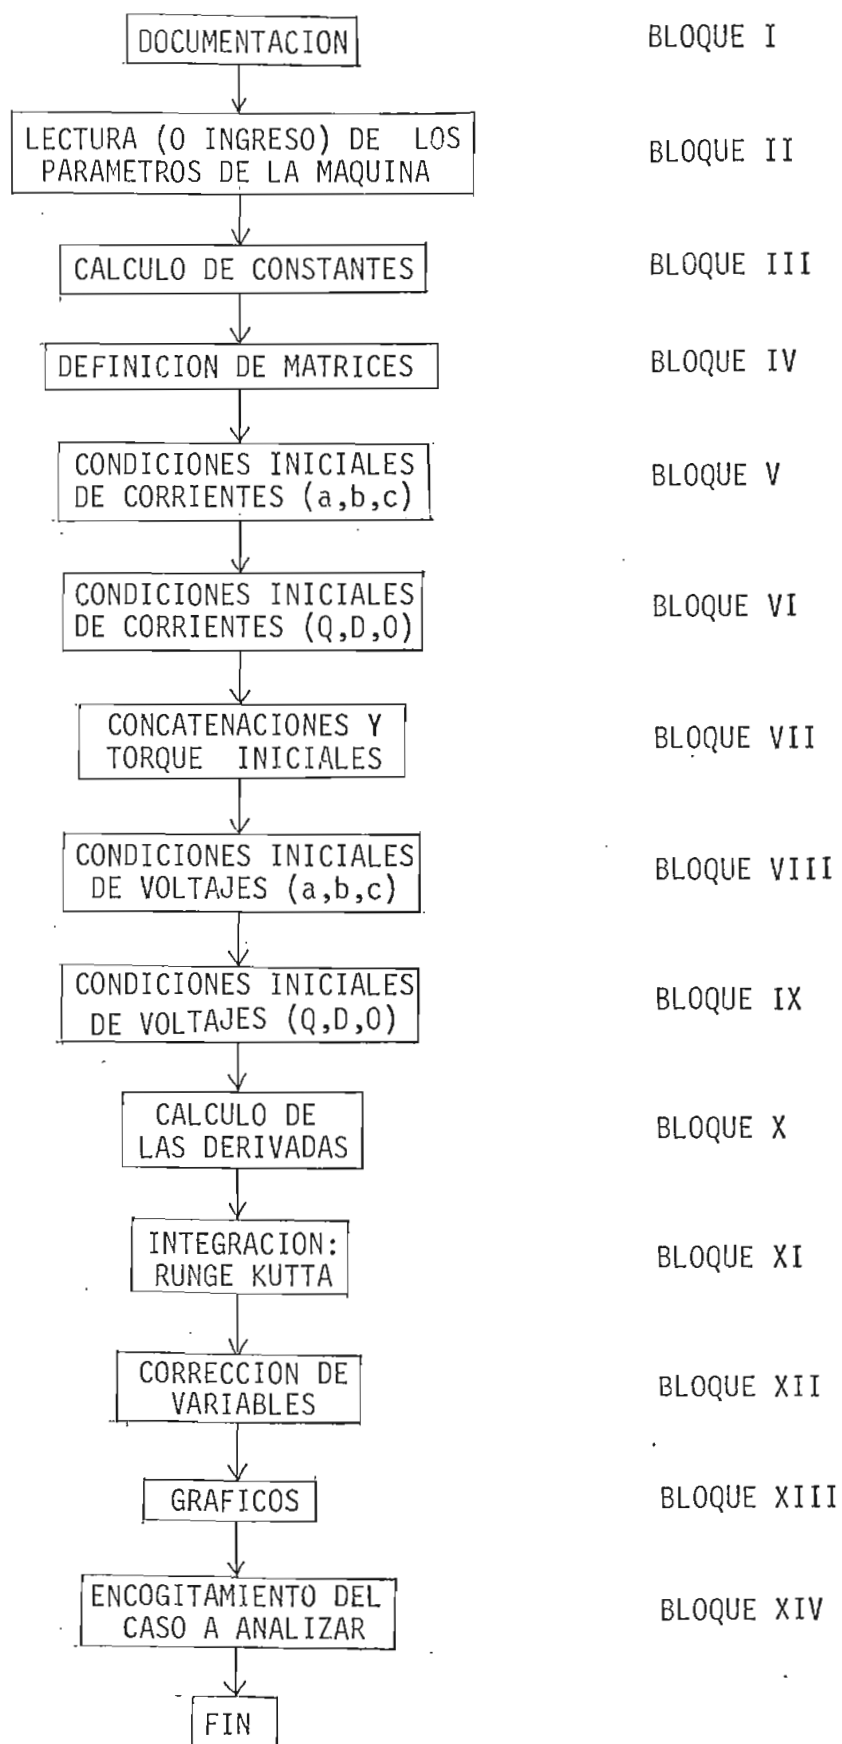 DOCUMENTACION
BLOQUE I
LECTURA (O INGRESO) DE LOS
PARAMETROS DE LA MAQUINA
BLOQUE II
CALCULO DE CONSTANTES
BLOQUE III
DEFINICION DE MATRICES
BLOQUE IV
CONDICIONES INICIALES
DE CORRIENTES (a,b,c)
BLOQUE V
CONDICIONES INICIALES
DE CORRIENTES (Q,D,O)
BLOQUE VI
CONCATENACIONES Y
TORQUE INICIALES
BLOQUE VII
CONDICIONES INICIALES
DE VOLTAJES (a,b,c)
BLOQUE VIII
CONDICIONES INICIALES
DE VOLTAJES (Q,D,O)
BLOQUE IX
CALCULO DE
LAS DERIVADAS
BLOQUE X
INTEGRACION:
RUNGE KUTTA
BLOQUE XI
CORRECCION DE
VARIABLES
BLOQUE XII
GRAFICOS
BLOQUE XIII
ENCOGITAMIENTO DEL
CASO A ANALIZAR
BLOQUE XIV
FIN